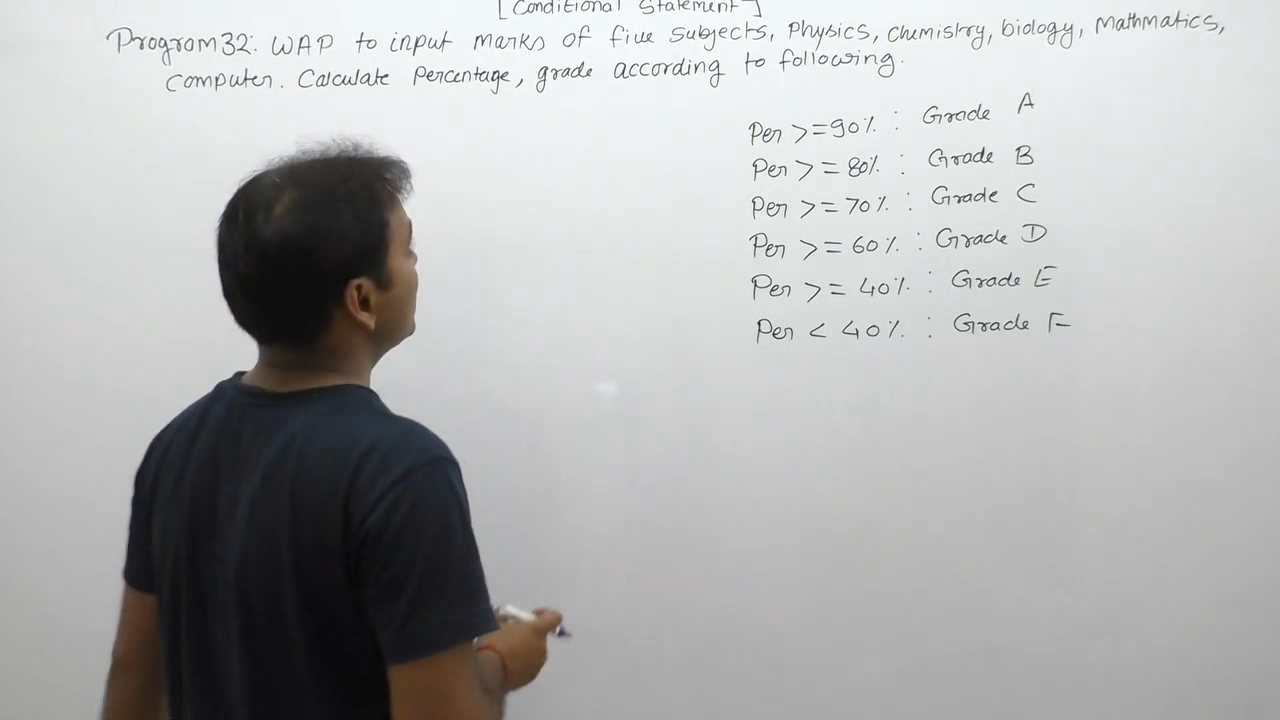 [Conditional Statement]
Program 32: WAP to input marks of five subjects, Physics, chemistry, biology, Mathmatics,
computer. Calculate Percentage, grade according to following.
Per >= 90% : Grade A
Per >= 80% : Grade B
Per >= 70% : Grade C
Per >= 60% : Grade D
Per >= 40% : Grade E
Per < 40% : Grade F